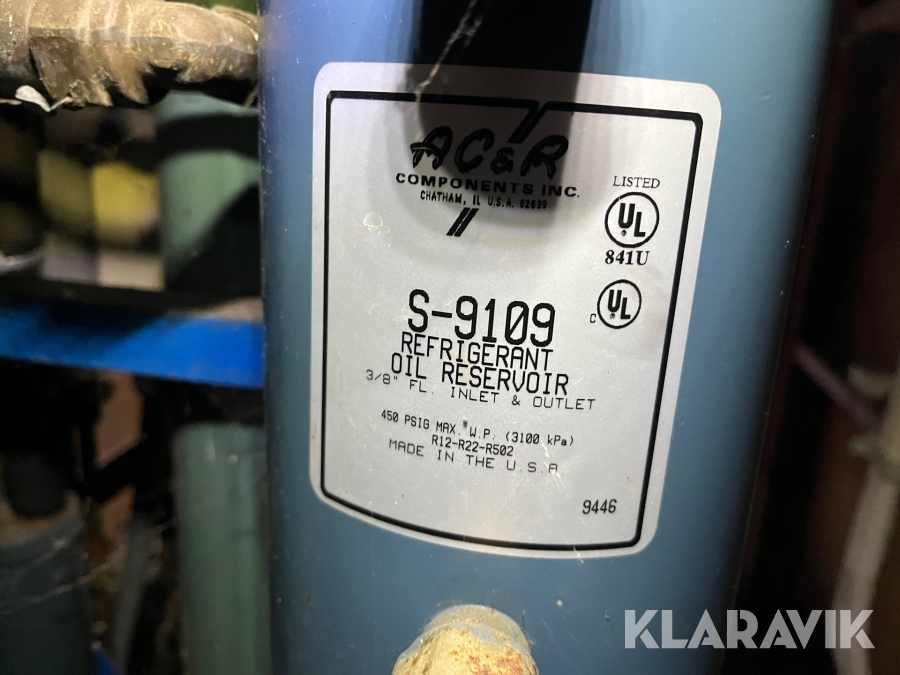 AC&R
COMPONENTS INC.
CHATHAM, IL U.S.A. 62629
LISTED
UL
841U
C UL
S-9109
REFRIGERANT
OIL RESERVOIR
3/8" FL. INLET & OUTLET
450 PSIG MAX. W.P. (3100 kPa)
R12-R22-R502
MADE IN THE U.S.A
9446
KLARAVIK